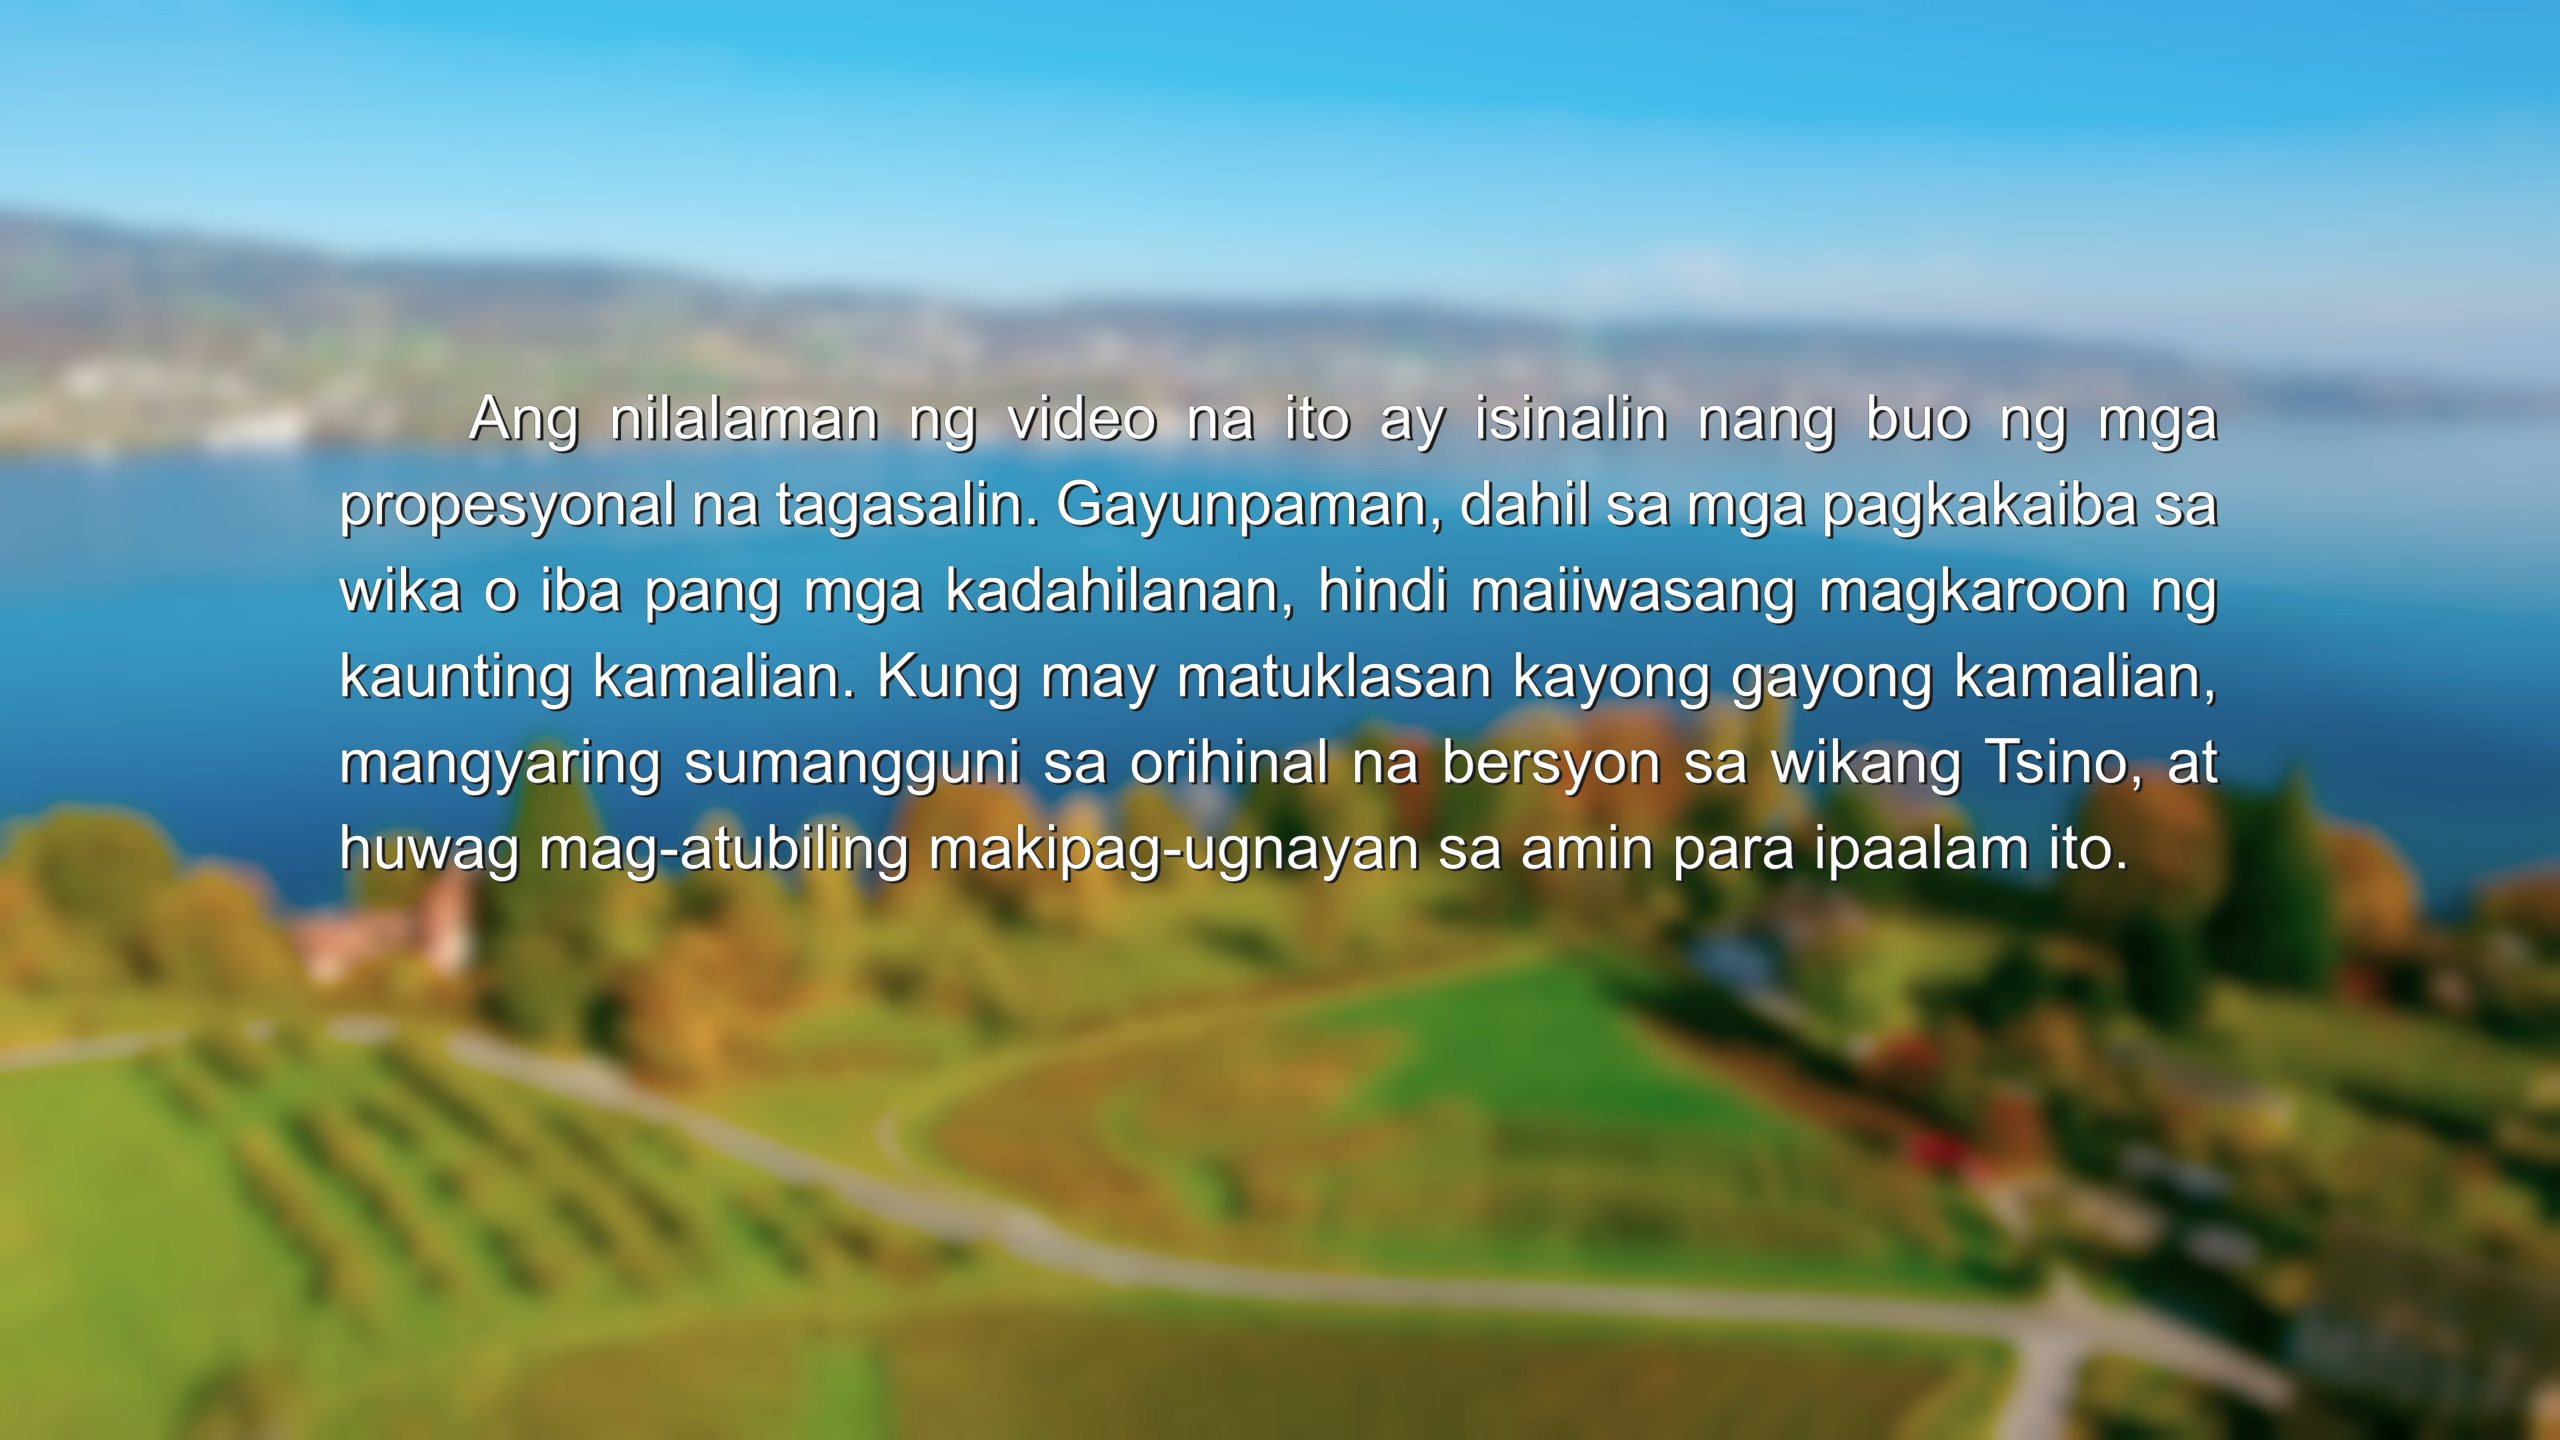 Ang nilalaman ng video na ito ay isinalin nang buo ng mga
propesyonal na tagasalin. Gayunpaman, dahil sa mga pagkakaiba sa
wika o iba pang mga kadahilanan, hindi maiiwasang magkaroon ng
kaunting kamalian. Kung may matuklasan kayong gayong kamalian,
mangyaring sumangguni sa orihinal na bersyon sa wikang Tsino, at
huwag mag-atubiling makipag-ugnayan sa amin para ipaalam ito.